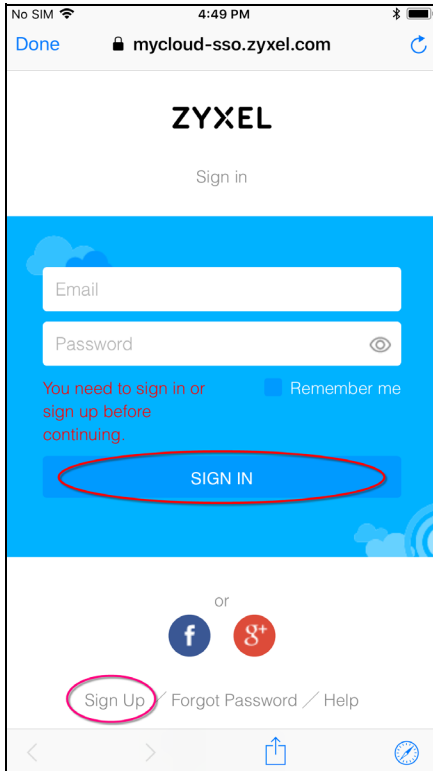 No SIM 4:49 PM
Done mycloud-sso.zyxel.com
ZYXEL
Sign in
Email
Password
You need to sign in or
sign up before
continuing.
Remember me
SIGN IN
or
f g+
Sign Up / Forgot Password / Help